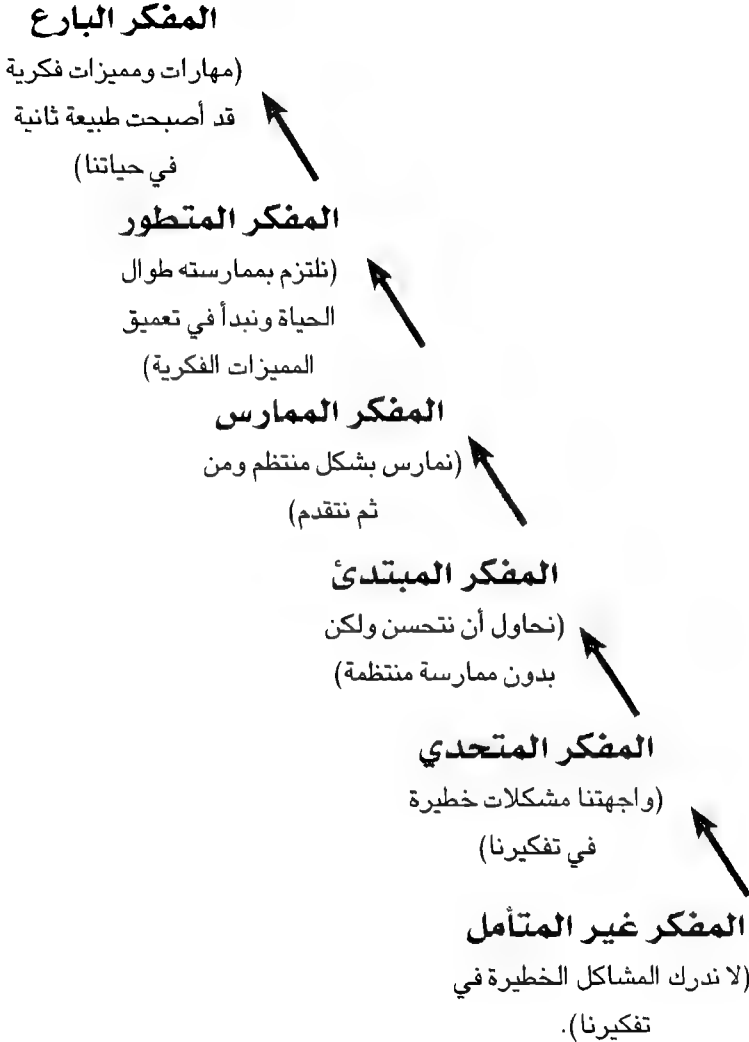 المفكر البارع
(مهارات ومميزات فكرية
قد أصبحت طبيعة ثانية
في حياتنا)
المفكر المتطور
(نلتزم بممارسته طوال
الحياة ونبدأ في تعميق
المميزات الفكرية)
المفكر الممارس
(نمارس بشكل منتظم ومن
ثم نتقدم)
المفكر المبتدئ
(نحاول أن نتحسن ولكن
بدون ممارسة منتظمة)
المفكر المتحدي
(واجهتنا مشكلات خطيرة
في تفكيرنا)
المفكر غير المتأمل
(لا ندرك المشاكل الخطيرة في
تفكيرنا).